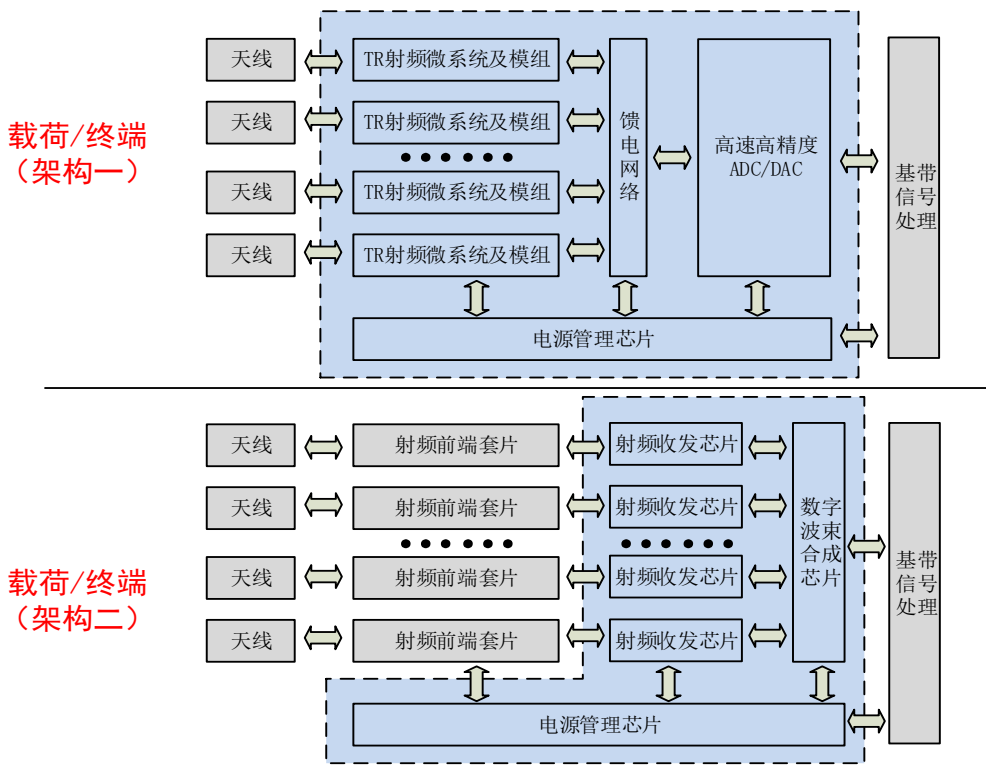 载荷/终端
（架构一）
天线
TR射频微系统及模组
天线
TR射频微系统及模组
天线
TR射频微系统及模组
天线
TR射频微系统及模组
馈
电
网
络
高速高精度
ADC/DAC
基带
信号
处理
电源管理芯片
载荷/终端
（架构二）
天线
射频前端套片
射频收发芯片
天线
射频前端套片
射频收发芯片
天线
射频前端套片
射频收发芯片
天线
射频前端套片
射频收发芯片
数字
波束
合成
芯片
基带
信号
处理
电源管理芯片